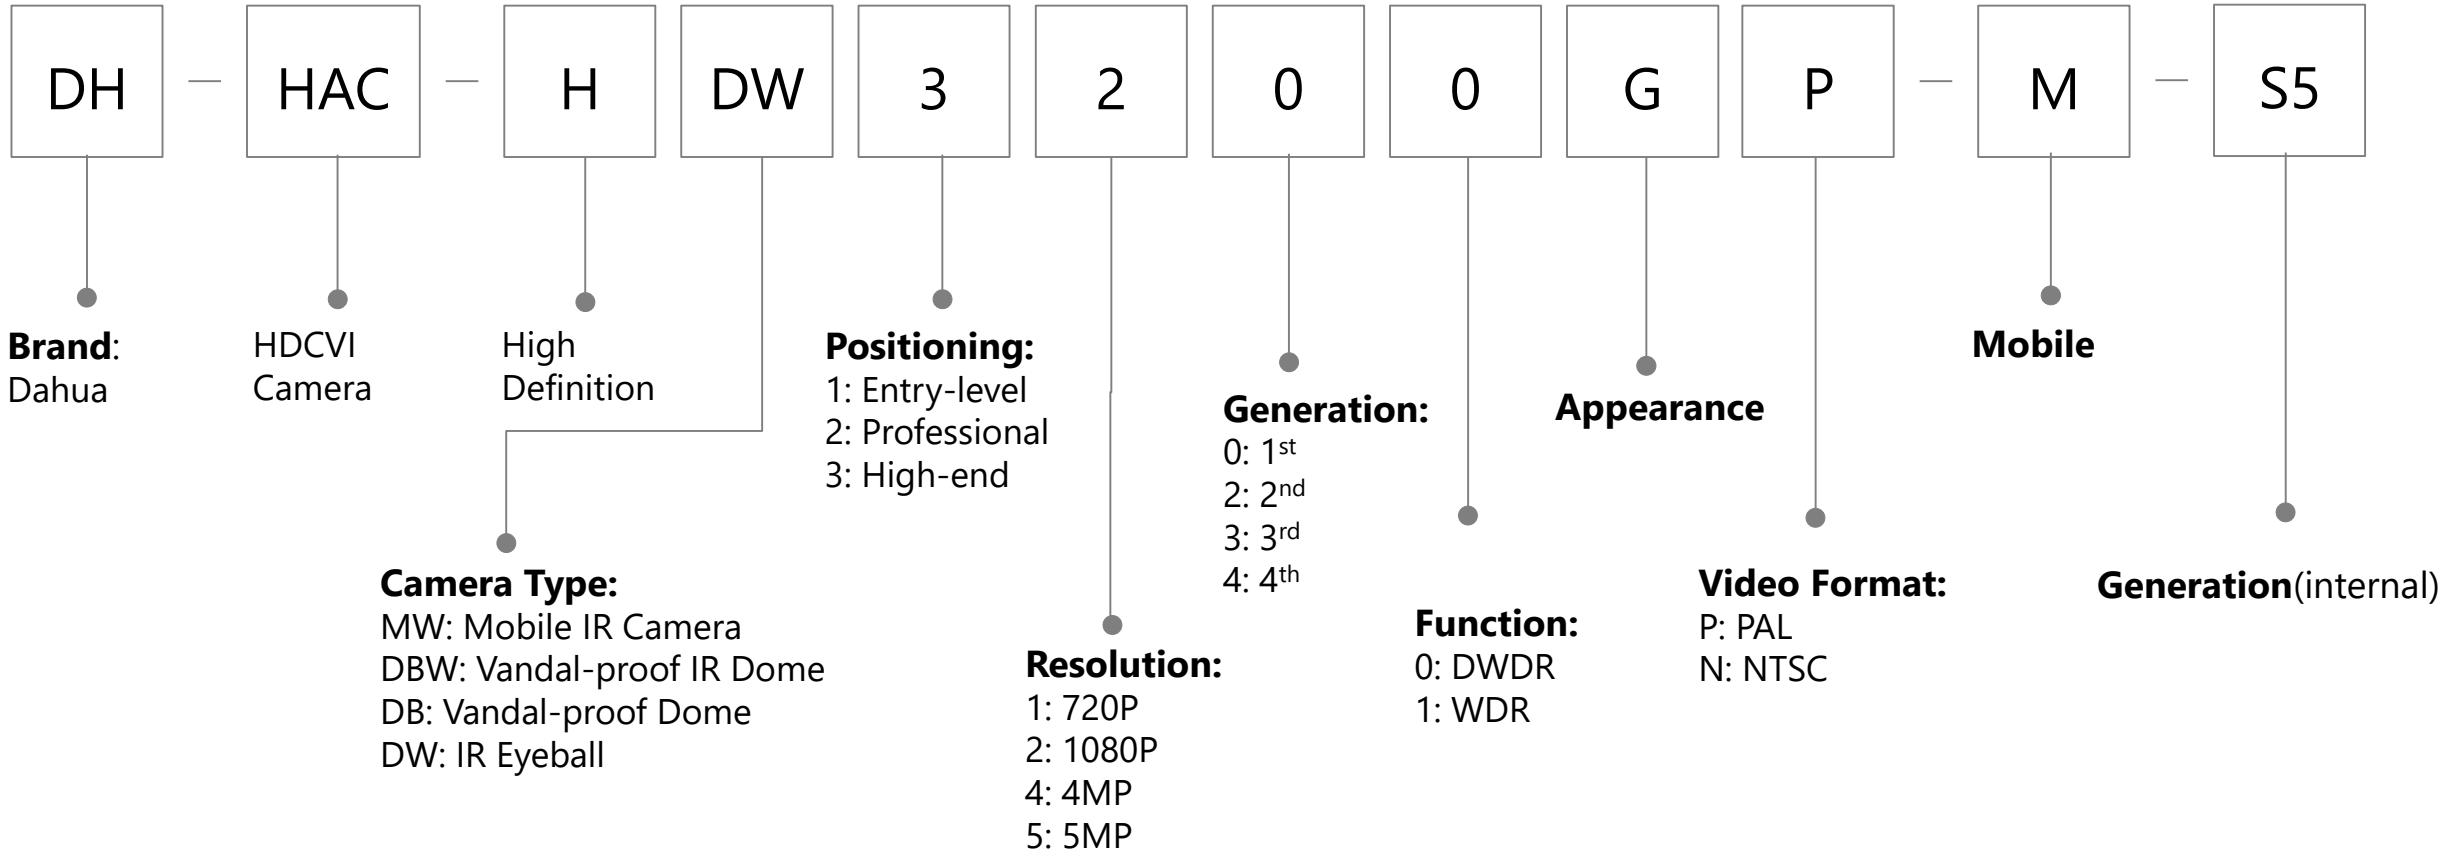 DH — HAC — H DW 3 2 0 0 G P — M — S5
Brand:
Dahua
HDCVI
Camera
High
Definition
Camera Type:
MW: Mobile IR Camera
DBW: Vandal-proof IR Dome
DB: Vandal-proof Dome
DW: IR Eyeball
Positioning:
1: Entry-level
2: Professional
3: High-end
Resolution:
1: 720P
2: 1080P
4: 4MP
5: 5MP
Generation:
0: 1st
2: 2nd
3: 3rd
4: 4th
Function:
0: DWDR
1: WDR
Appearance
Video Format:
P: PAL
N: NTSC
Mobile
Generation(internal)